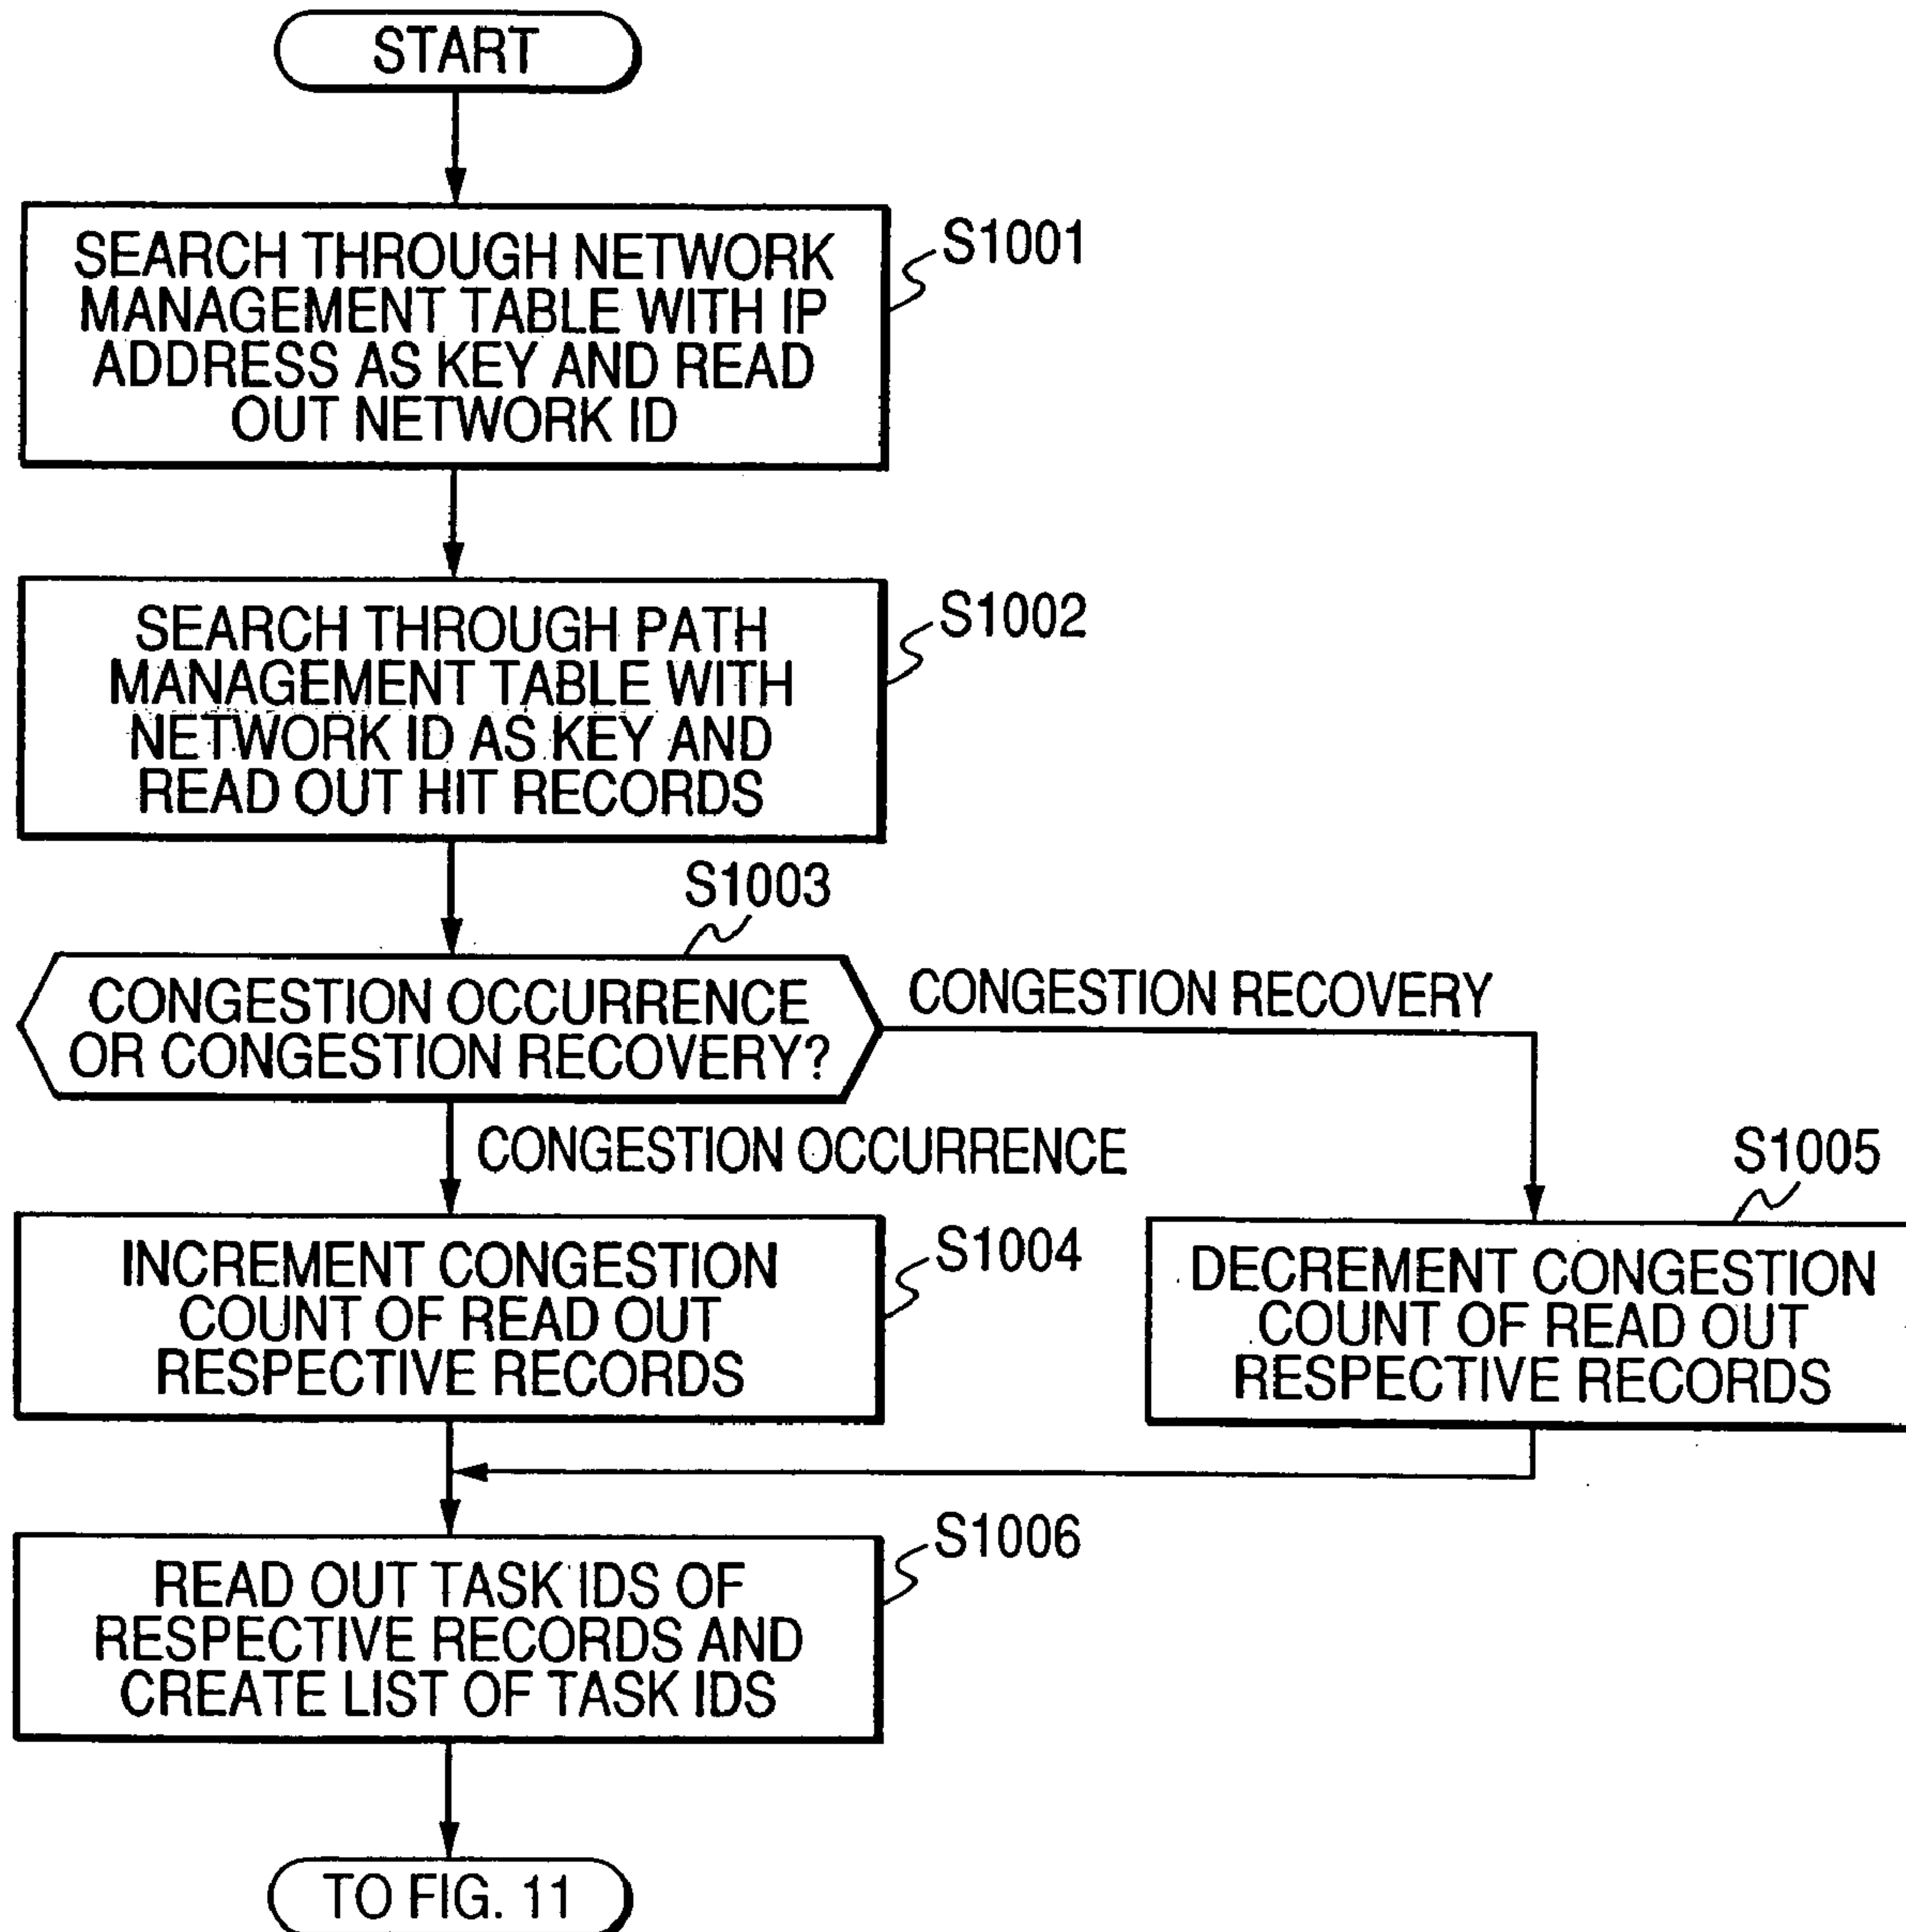 START
SEARCH THROUGH NETWORK
MANAGEMENT TABLE WITH IP
ADDRESS AS KEY AND READ
OUT NETWORK ID
S1001
SEARCH THROUGH PATH
MANAGEMENT TABLE WITH
NETWORK ID AS KEY AND
READ OUT HIT RECORDS
S1002
S1003
CONGESTION OCCURRENCE
OR CONGESTION RECOVERY?
CONGESTION RECOVERY
CONGESTION OCCURRENCE
INCREMENT CONGESTION
COUNT OF READ OUT
RESPECTIVE RECORDS
S1004
S1005
DECREMENT CONGESTION
COUNT OF READ OUT
RESPECTIVE RECORDS
READ OUT TASK IDS OF
RESPECTIVE RECORDS AND
CREATE LIST OF TASK IDS
S1006
TO FIG. 11